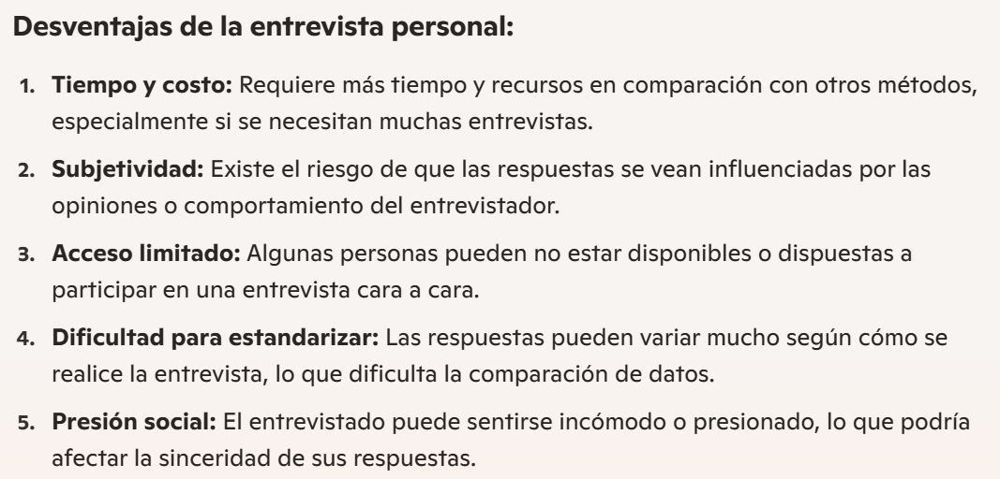 Desventajas de la entrevista personal:
1. Tiempo y costo: Requiere más tiempo y recursos en comparación con otros métodos,
especialmente si se necesitan muchas entrevistas.
2. Subjetividad: Existe el riesgo de que las respuestas se vean influenciadas por las
opiniones o comportamiento del entrevistador.
3. Acceso limitado: Algunas personas pueden no estar disponibles o dispuestas a
participar en una entrevista cara a cara.
4. Dificultad para estandarizar: Las respuestas pueden variar mucho según cómo se
realice la entrevista, lo que dificulta la comparación de datos.
5. Presión social: El entrevistado puede sentirse incómodo o presionado, lo que podría
afectar la sinceridad de sus respuestas.